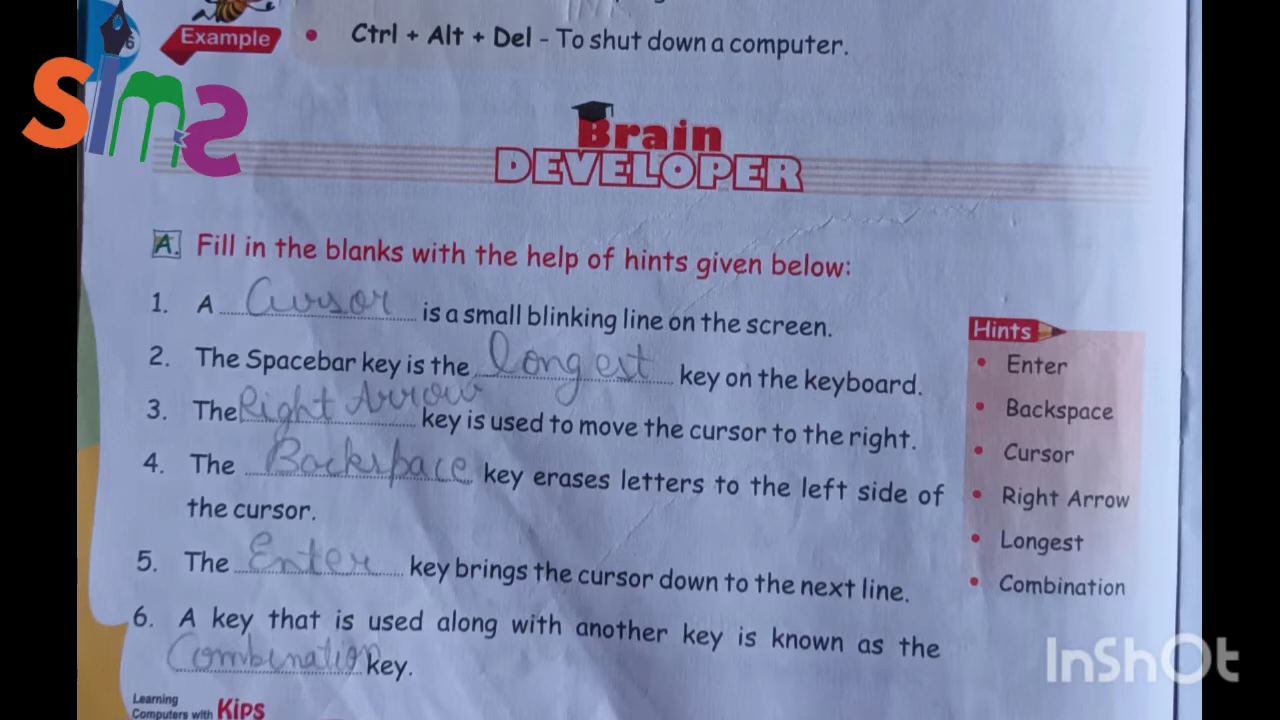 6
Example • Ctrl + Alt + Del - To shut down a computer.
sims
Brain
DEVELOPER
A. Fill in the blanks with the help of hints given below:
1. A Cursor is a small blinking line on the screen.
2. The Spacebar key is the longest key on the keyboard.
3. The Right Arrow key is used to move the cursor to the right.
4. The Backspace key erases letters to the left side of
the cursor.
5. The Enter key brings the cursor down to the next line.
6. A key that is used along with another key is known as the
Combination key.
Hints
• Enter
• Backspace
• Cursor
• Right Arrow
• Longest
• Combination
Learning
Computers with Kips
InShOt